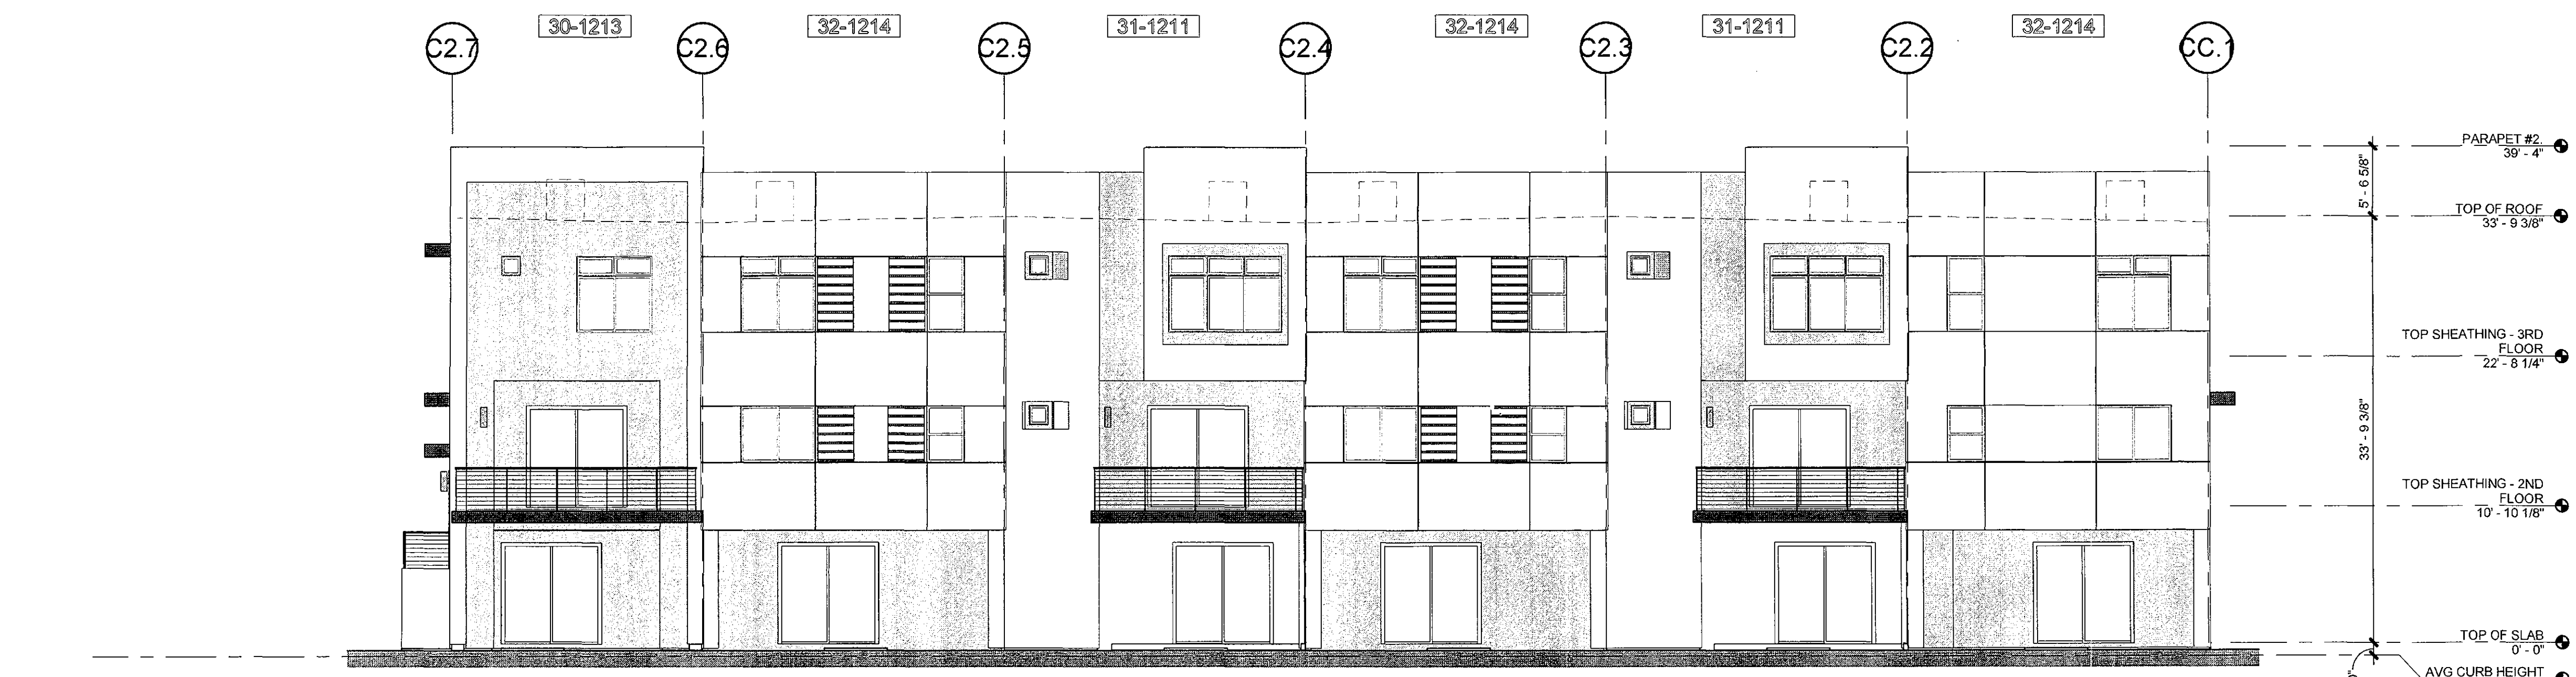 C2.7
30-1213
C2.6
32-1214
C2.5
31-1211
C2.4
32-1214
C2.3
31-1211
C2.2
32-1214
CC.1
PARAPET #2.
39' - 4"
5' - 6 5/8"
TOP OF ROOF
33' - 9 3/8"
TOP SHEATHING - 3RD
FLOOR
22' - 8 1/4"
33' - 9 3/8"
TOP SHEATHING - 2ND
FLOOR
10' - 10 1/8"
TOP OF SLAB
0' - 0"
AVG CURB HEIGHT